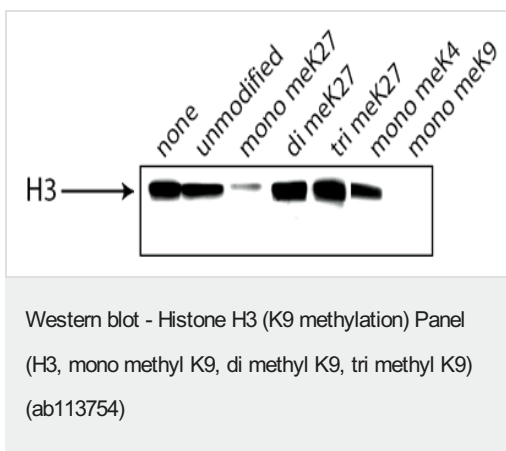 none
unmodified
mono meK27
di meK27
tri meK27
mono meK4
mono meK9
H3
Western blot - Histone H3 (K9 methylation) Panel
(H3, mono methyl K9, di methyl K9, tri methyl K9)
(ab113754)